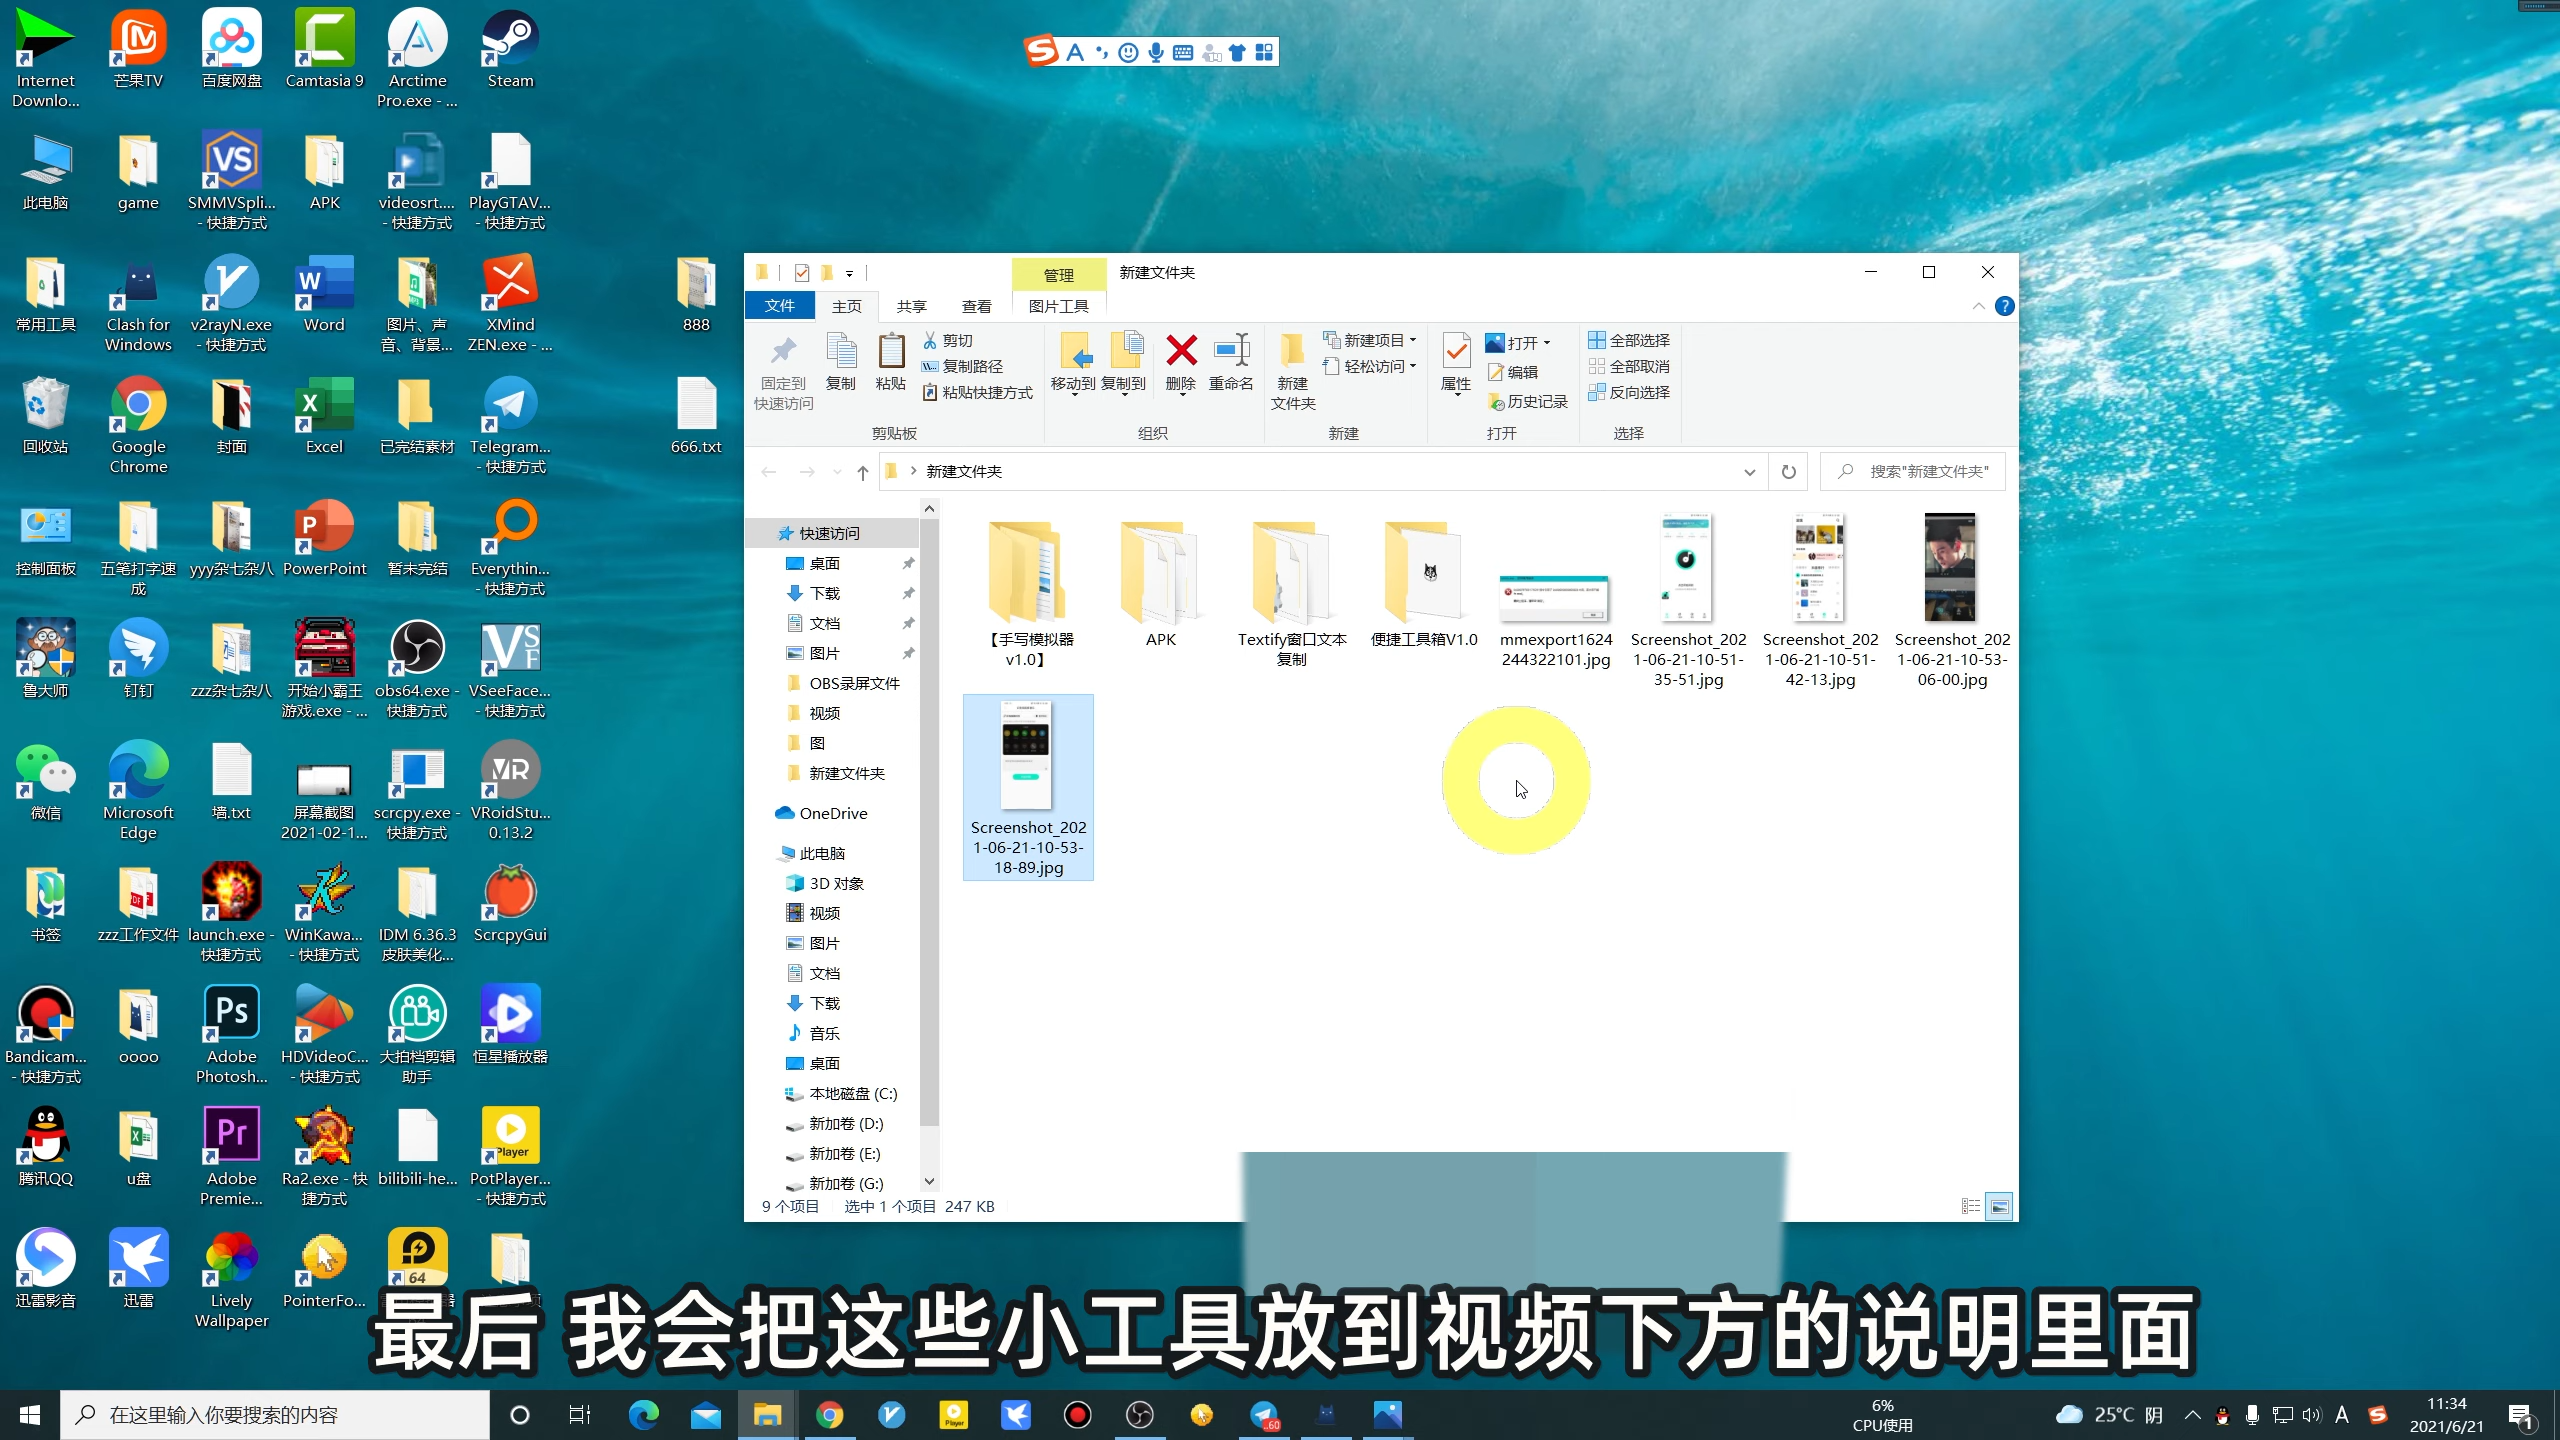 Internet
Downlo...
芒果TV
百度网盘
Camtasia 9
Arctime
Pro.exe - ...
Steam
此电脑
game
SMMVSpli...
- 快捷方式
APK
videosrt....
- 快捷方式
PlayGTAV...
- 快捷方式
常用工具
Clash for
Windows
v2rayN.exe
- 快捷方式
Word
图片、声
音、背景...
XMind
ZEN.exe - ...
888
回收站
Google
Chrome
封面
Excel
已完结素材
Telegram...
- 快捷方式
666.txt
控制面板
五笔打字速
成
yyy杂七杂八
PowerPoint
暂未完结
Everythin...
- 快捷方式
鲁大师
钉钉
zzz杂七杂八
开始小霸王
游戏.exe - ...
obs64.exe -
快捷方式
VSeeFace...
- 快捷方式
微信
Microsoft
Edge
墙.txt
屏幕截图
2021-02-1...
scrcpy.exe -
快捷方式
VRoidStu...
0.13.2
书签
zzz工作文件
launch.exe -
快捷方式
WinKawa...
- 快捷方式
IDM 6.36.3
皮肤美化...
ScrcpyGui
Bandicam...
- 快捷方式
oooo
Adobe
Photosh...
HDVideoC...
- 快捷方式
大拍档剪辑
助手
恒星播放器
腾讯QQ
u盘
Adobe
Premie...
Ra2.exe - 快
捷方式
bilibili-he...
PotPlayer...
- 快捷方式
迅雷影音
迅雷
Lively
Wallpaper
PointerFo...
管理
新建文件夹
文件
主页
共享
查看
图片工具
固定到
快速访问
复制
粘贴
剪切
复制路径
粘贴快捷方式
剪贴板
移动到
复制到
删除
重命名
组织
新建
文件夹
新建项目
轻松访问
新建
属性
打开
编辑
历史记录
打开
全部选择
全部取消
反向选择
选择
新建文件夹
搜索"新建文件夹"
快速访问
桌面
下载
文档
图片
OBS录屏文件
视频
图
新建文件夹
OneDrive
此电脑
3D 对象
视频
图片
文档
下载
音乐
桌面
本地磁盘 (C:)
新加卷 (D:)
新加卷 (E:)
新加卷 (G:)
【手写模拟器
v1.0】
APK
Textify窗口文本
复制
便捷工具箱V1.0
mmexport1624
244322101.jpg
Screenshot_202
1-06-21-10-51-
35-51.jpg
Screenshot_202
1-06-21-10-51-
42-13.jpg
Screenshot_202
1-06-21-10-53-
06-00.jpg
Screenshot_202
1-06-21-10-53-
18-89.jpg
9 个项目
选中 1 个项目 247 KB
最后 我会把这些小工具放到视频下方的说明里面
在这里输入你要搜索的内容
6%
CPU使用
25°C 阴
11:34
2021/6/21